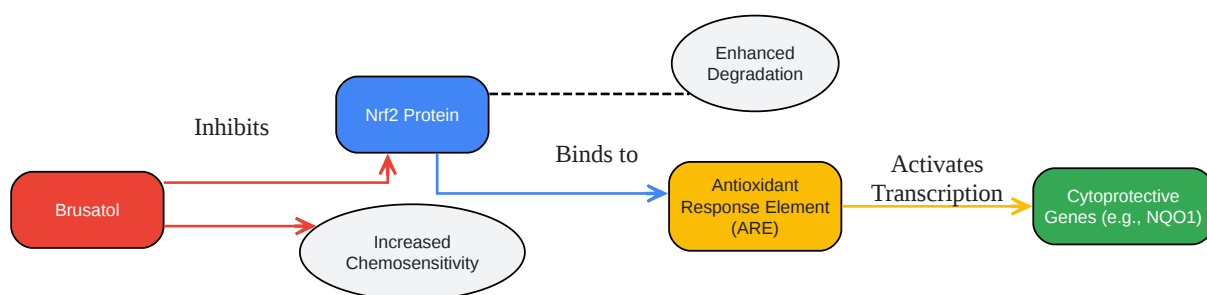 Enhanced
Degradation
Nrf2 Protein
Inhibits
Binds to
Activates
Transcription
Brusatol
Antioxidant
Response Element
(ARE)
Cytoprotective
Genes (e.g., NQO1)
Increased
Chemosensitivity